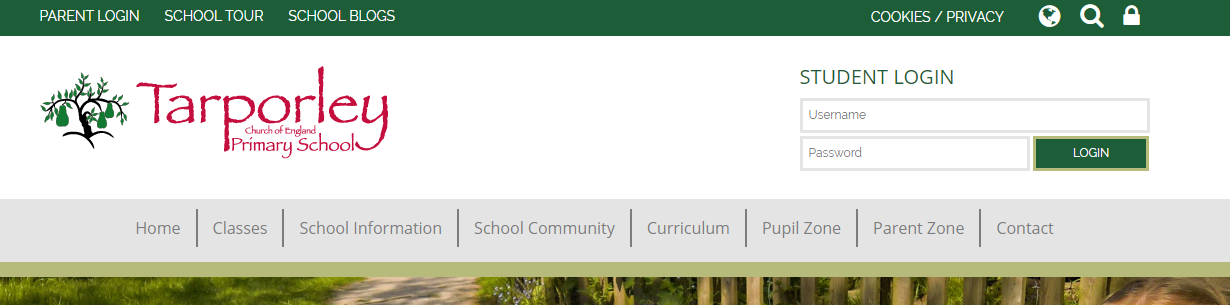 PARENT LOGIN SCHOOL TOUR SCHOOL BLOGS COOKIES / PRIVACY
Tarporley
Church of England
Primary School
STUDENT LOGIN
Username
Password LOGIN
Home Classes School Information School Community Curriculum Pupil Zone Parent Zone Contact